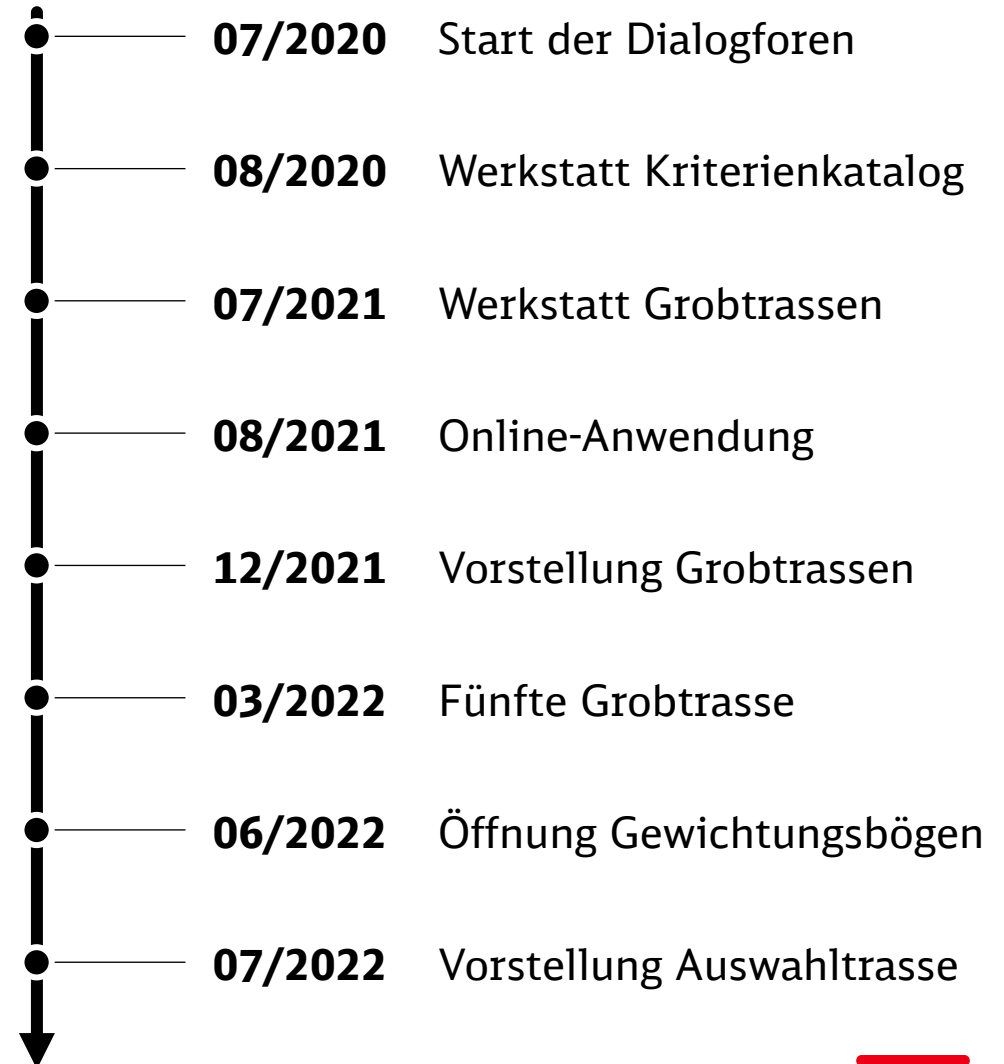 07/2020 Start der Dialogforen
08/2020 Werkstatt Kriterienkatalog
07/2021 Werkstatt Grobtrassen
08/2021 Online-Anwendung
12/2021 Vorstellung Grobtrassen
03/2022 Fünfte Grobtrasse
06/2022 Öffnung Gewichtungsbögen
07/2022 Vorstellung Auswahltrasse